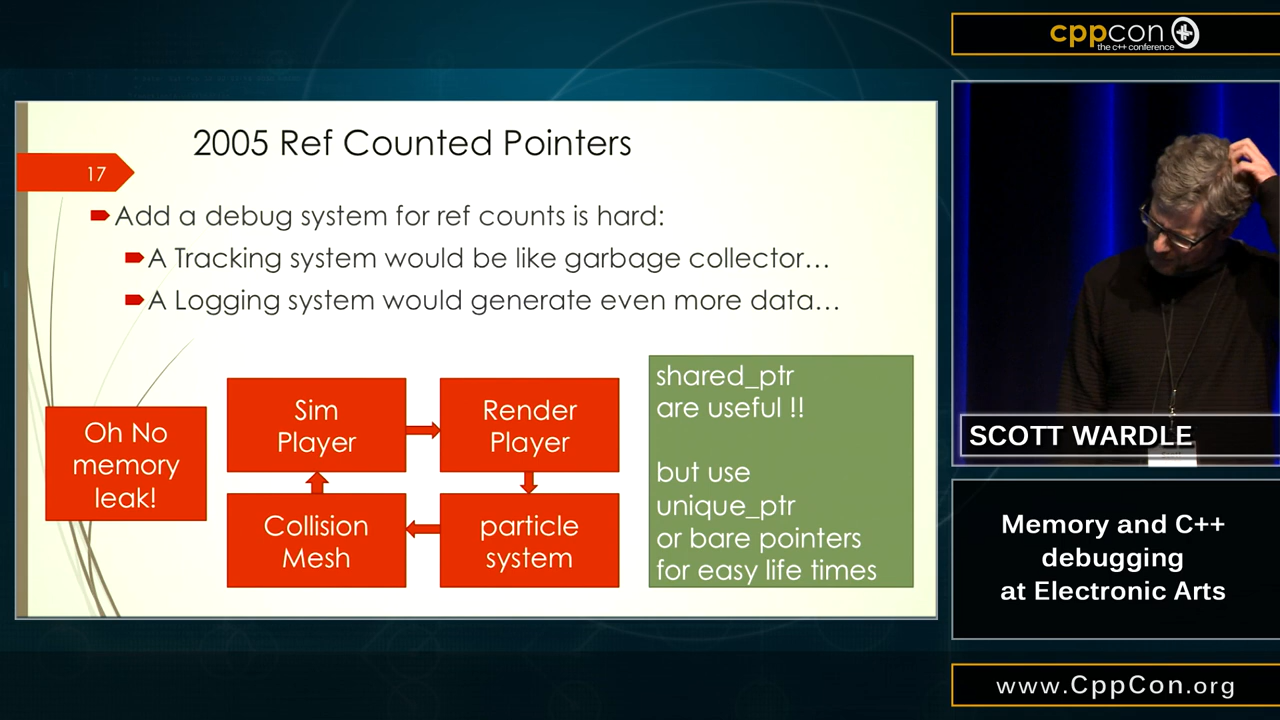 cppcon
the c++ conference
2005 Ref Counted Pointers
17
Add a debug system for ref counts is hard:
A Tracking system would be like garbage collector…
A Logging system would generate even more data…
Oh No
memory
leak!
Sim
Player
Render
Player
Collision
Mesh
particle
system
shared_ptr
are useful !!
but use
unique_ptr
or bare pointers
for easy life times
SCOTT WARDLE
Memory and C++
debugging
at Electronic Arts
www.CppCon.org